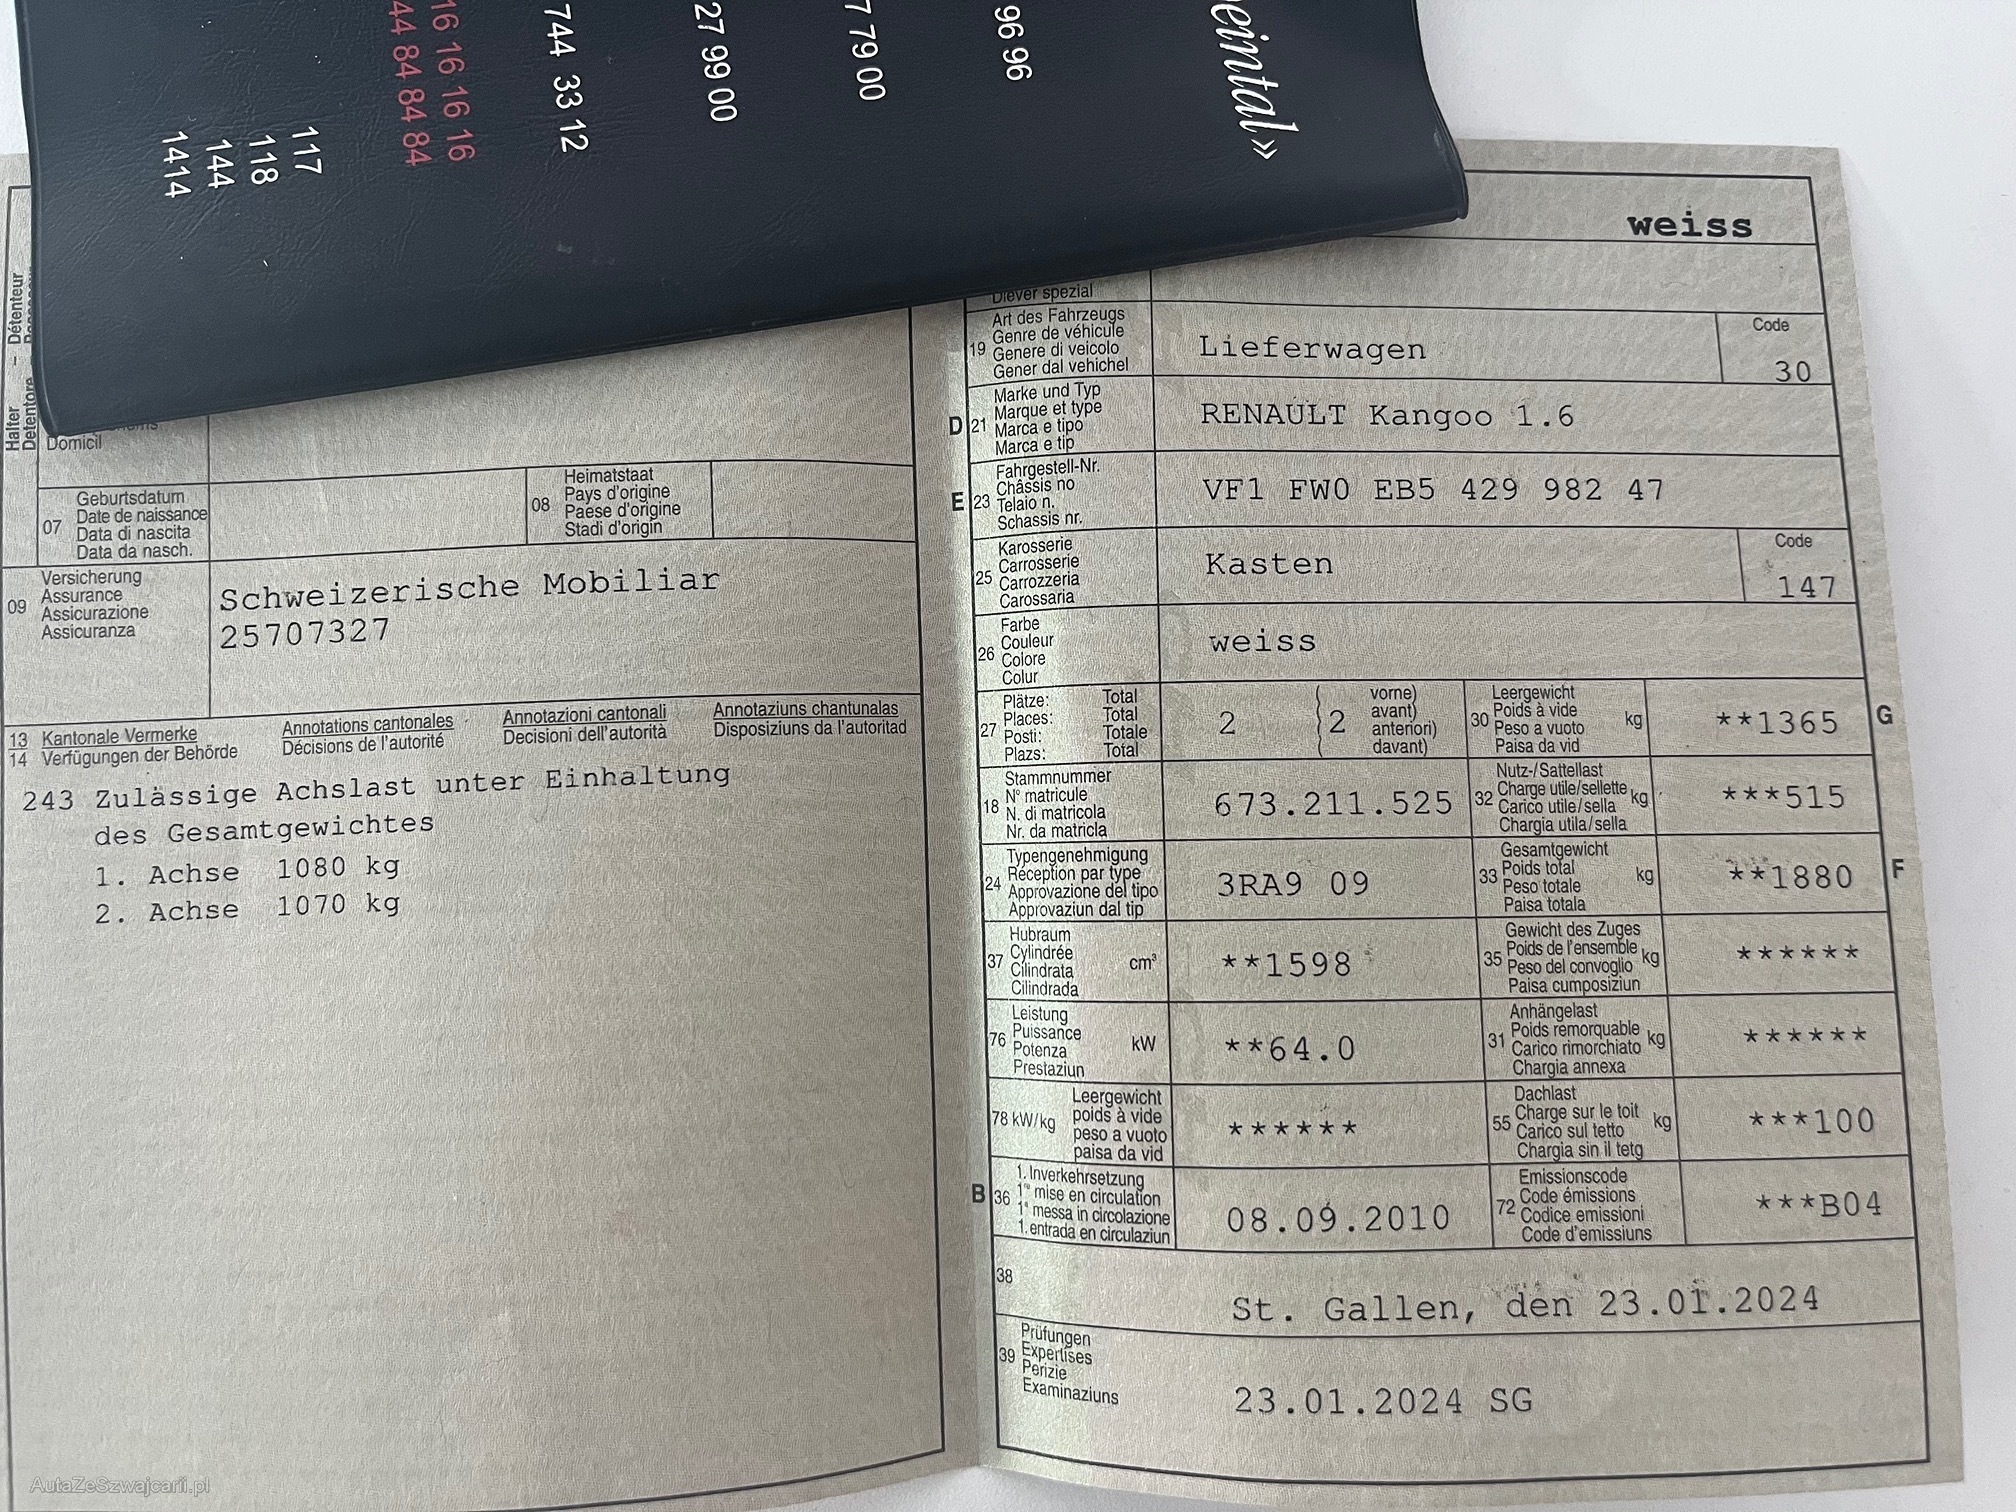 eintal»
96 96
7 79 00
27 99 00
744 33 12
16 16 16 16
44 84 84 84
117
118
144
1414
Halter – Détenteur
Detentore
Domicil
07 Geburtsdatum
Date de naissance
Data di nascita
Data da nasch.
08 Heimatstaat
Pays d'origine
Paese d'origine
Stadi d'origin
09 Versicherung
Assurance
Assicurazione
Assicuranza
Schweizerische Mobiliar
25707327
13 Kantonale Vermerke Annotations cantonales Annotazioni cantonali Annotaziuns chantunalas
14 Verfügungen der Behörde Décisions de l'autorité Decisioni dell'autorità Disposiziuns da l'autoritad
243 Zulässige Achslast unter Einhaltung
des Gesamtgewichtes
1. Achse 1080 kg
2. Achse 1070 kg
weiss
Diever spezial
19 Art des Fahrzeugs
Genre de véhicule
Genere di veicolo
Gener dal vehichel
Lieferwagen
Code
30
D 21 Marke und Typ
Marque et type
Marca e tipo
Marca e tip
RENAULT Kangoo 1.6
E 23 Fahrgestell-Nr.
Châssis no
Telaio n.
Schassis nr.
VF1 FW0 EB5 429 982 47
25 Karosserie
Carrosserie
Carrozzeria
Carossaria
Kasten
Code
147
26 Farbe
Couleur
Colore
Colur
weiss
27 Plätze: Total
Places: Total
Posti: Totale
Plazs: Total
2 ( 2 vorne)
avant)
anteriori)
davant)
30 Leergewicht
Poids à vide
Peso a vuoto
Paisa da vid
kg
**1365 G
18 Stammnummer
N° matricule
N. di matricola
Nr. da matricla
673.211.525
32 Nutz-/Sattellast
Charge utile/sellette
Carico utile/sella
Chargia utila/sella
kg
***515
24 Typengenehmigung
Réception par type
Approvazione del tipo
Approvaziun dal tip
3RA9 09
33 Gesamtgewicht
Poids total
Peso totale
Paisa totala
kg
**1880 F
37 Hubraum
Cylindrée
Cilindrata
Cilindrada
cm³
**1598
35 Gewicht des Zuges
Poids de l'ensemble
Peso del convoglio
Paisa cumposiziun
kg
******
76 Leistung
Puissance
Potenza
Prestaziun
kW
**64.0
31 Anhängelast
Poids remorquable
Carico rimorchiato
Chargia annexa
kg
******
78 kW/kg Leergewicht
poids à vide
peso a vuoto
paisa da vid
******
55 Dachlast
Charge sur le toit
Carico sul tetto
Chargia sin il tetg
kg
***100
B 36 1. Inverkehrsetzung
1re mise en circulation
1a messa in circolazione
1. entrada en circulaziun
08.09.2010
72 Emissionscode
Code émissions
Codice emissioni
Code d'emissiuns
***B04
38
St. Gallen, den 23.01.2024
39 Prüfungen
Expertises
Perizie
Examinaziuns
23.01.2024 SG
AutaZeSzwajcarii.pl